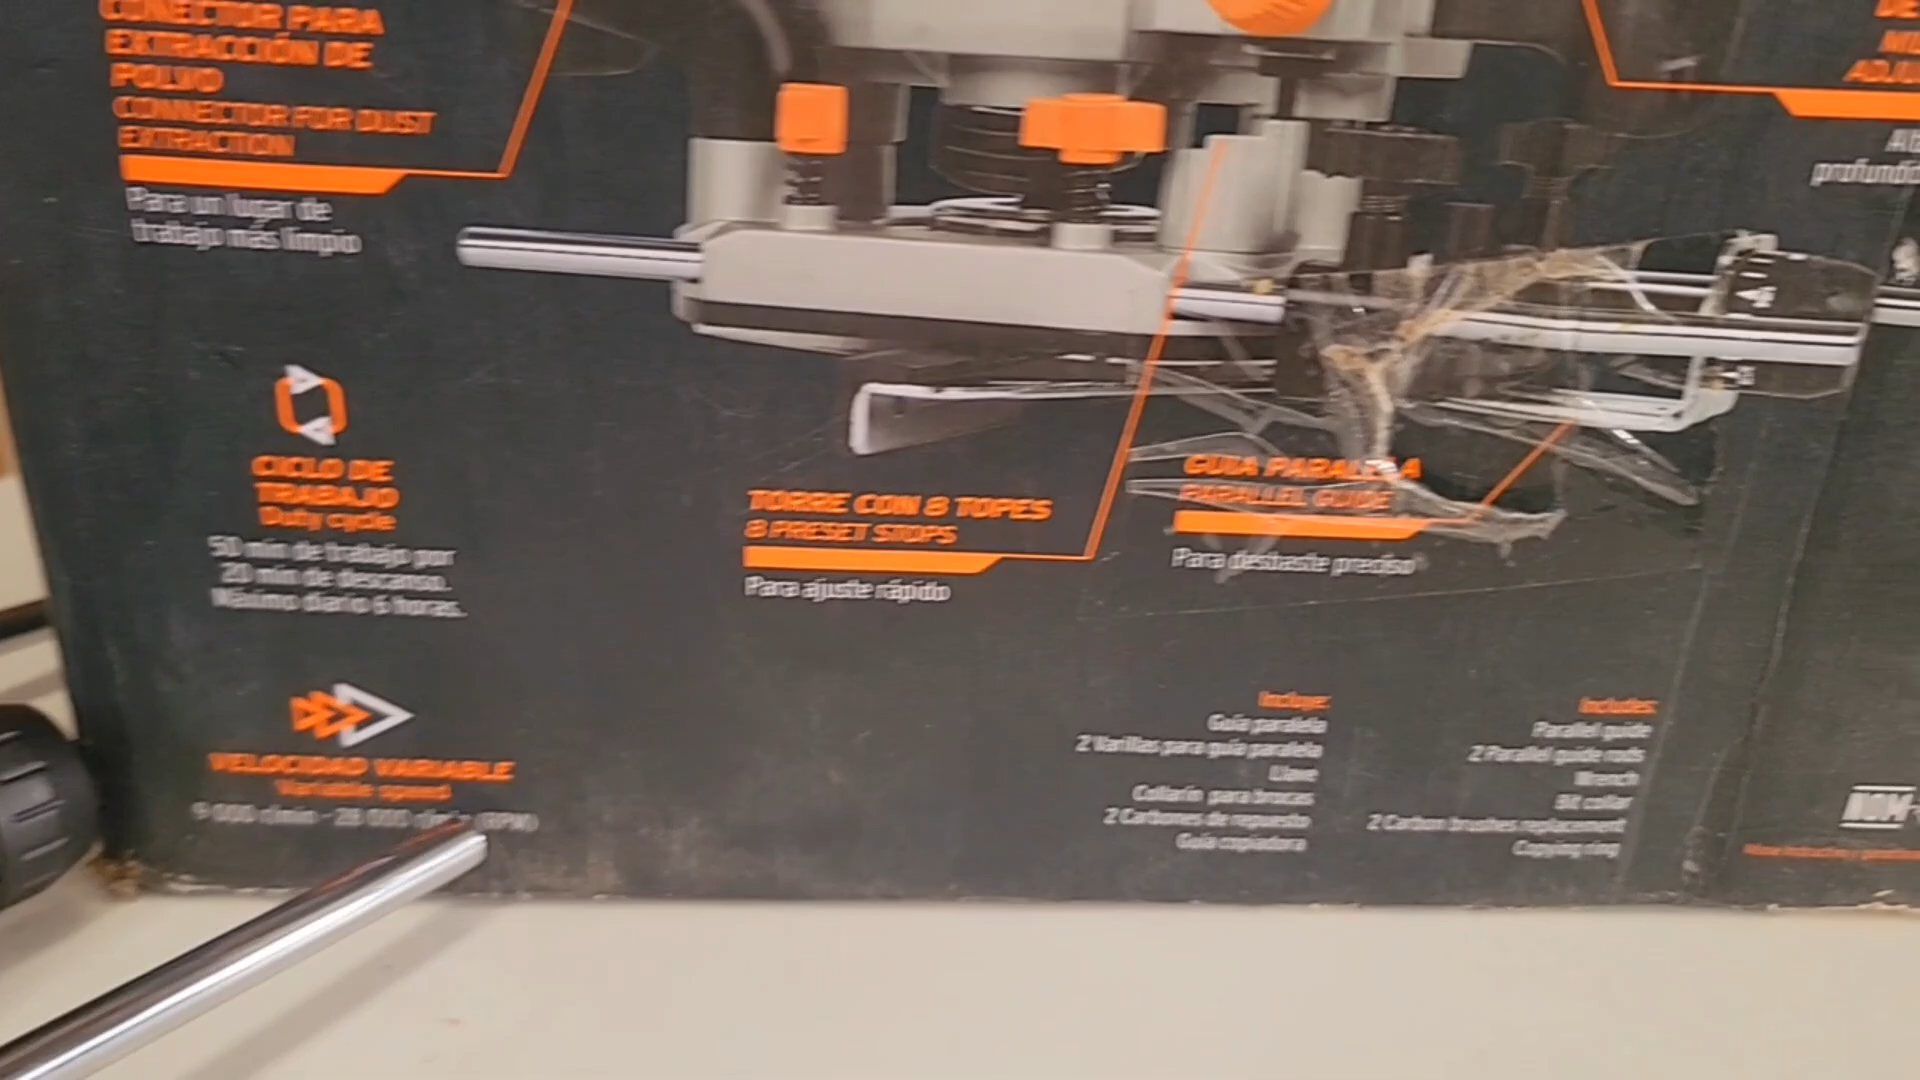 CONECTOR PARA
EXTRACCIÓN DE
POLVO
CONNECTOR FOR DUST
EXTRACTION
Para un lugar de
trabajo más limpio
CICLO DE
TRABAJO
Duty cycle
50 min de trabajo por
20 min de descanso.
Máximo diario 6 horas.
VELOCIDAD VARIABLE
Variable speed
(RPM)
TORRE CON 8 TOPES
8 PRESET STOPS
Para ajuste rápido
GUÍA PARALELA
PARALLEL GUIDE
Para desbaste preciso
Incluye:
Guía paralela
2 Varillas para guía paralela
Llave
Collarín para brocas
2 Carbones de repuesto
Guía copiadora
Includes:
Parallel guide
2 Parallel guide rods
Wrench
Bit collar
2 Carbon brushes replacement
Copying ring
NOM